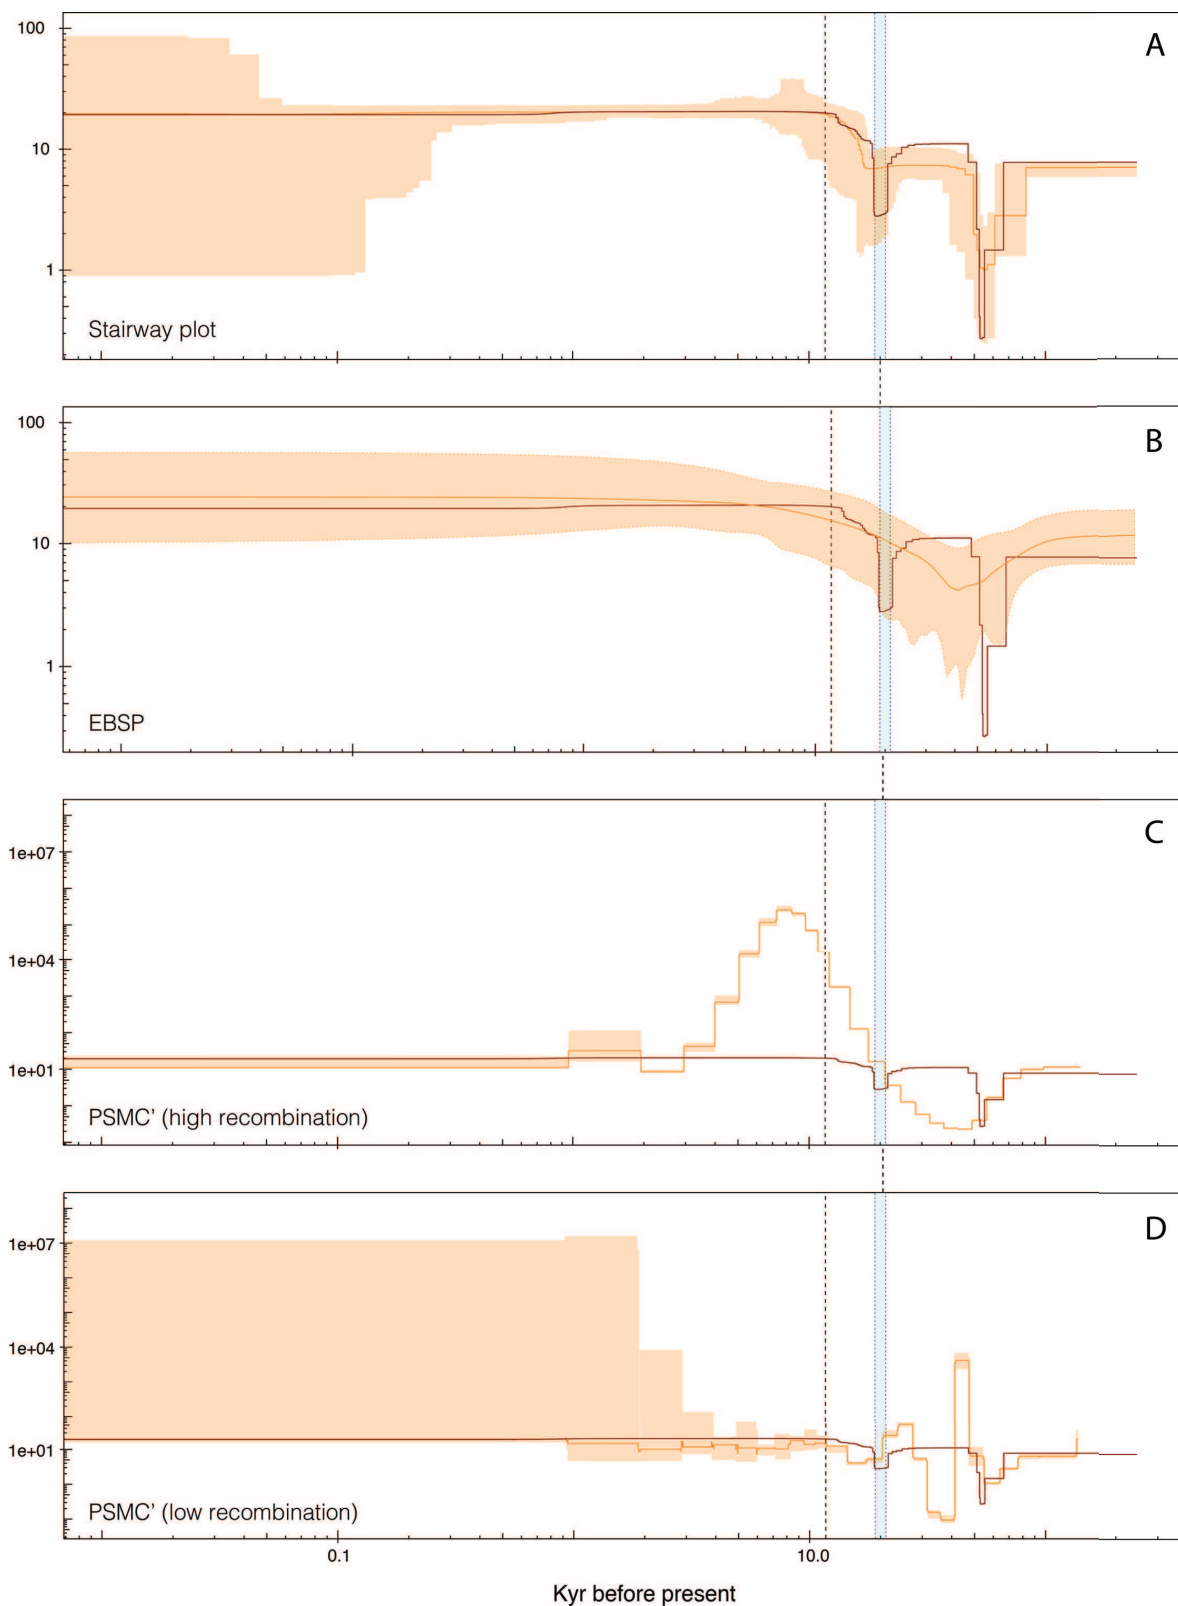 A
100
10
1
Stairway plot
B
100
10
1
EBSP
C
1e+07
1e+04
1e+01
PSMC' (high recombination)
D
1e+07
1e+04
1e+01
PSMC' (low recombination)
0.1 10.0
Kyr before present